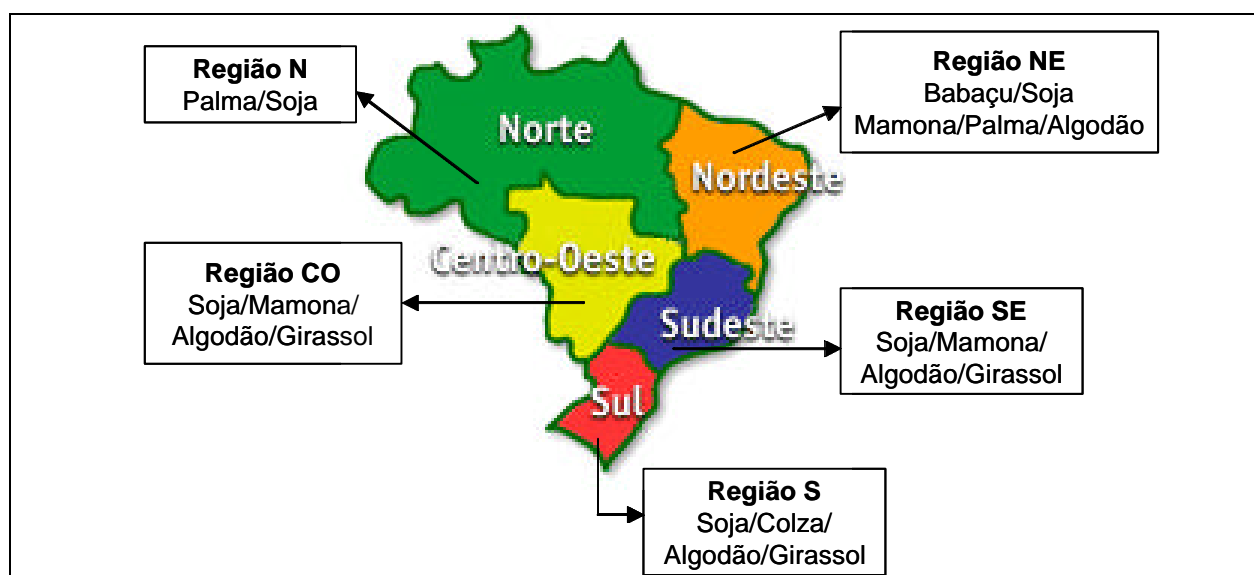 Região N
Palma/Soja
Região NE
Babaçu/Soja
Mamona/Palma/Algodão
Norte
Nordeste
Centro-Oeste
Região CO
Soja/Mamona/
Algodão/Girassol
Sudeste
Região SE
Soja/Mamona/
Algodão/Girassol
Sul
Região S
Soja/Colza/
Algodão/Girassol